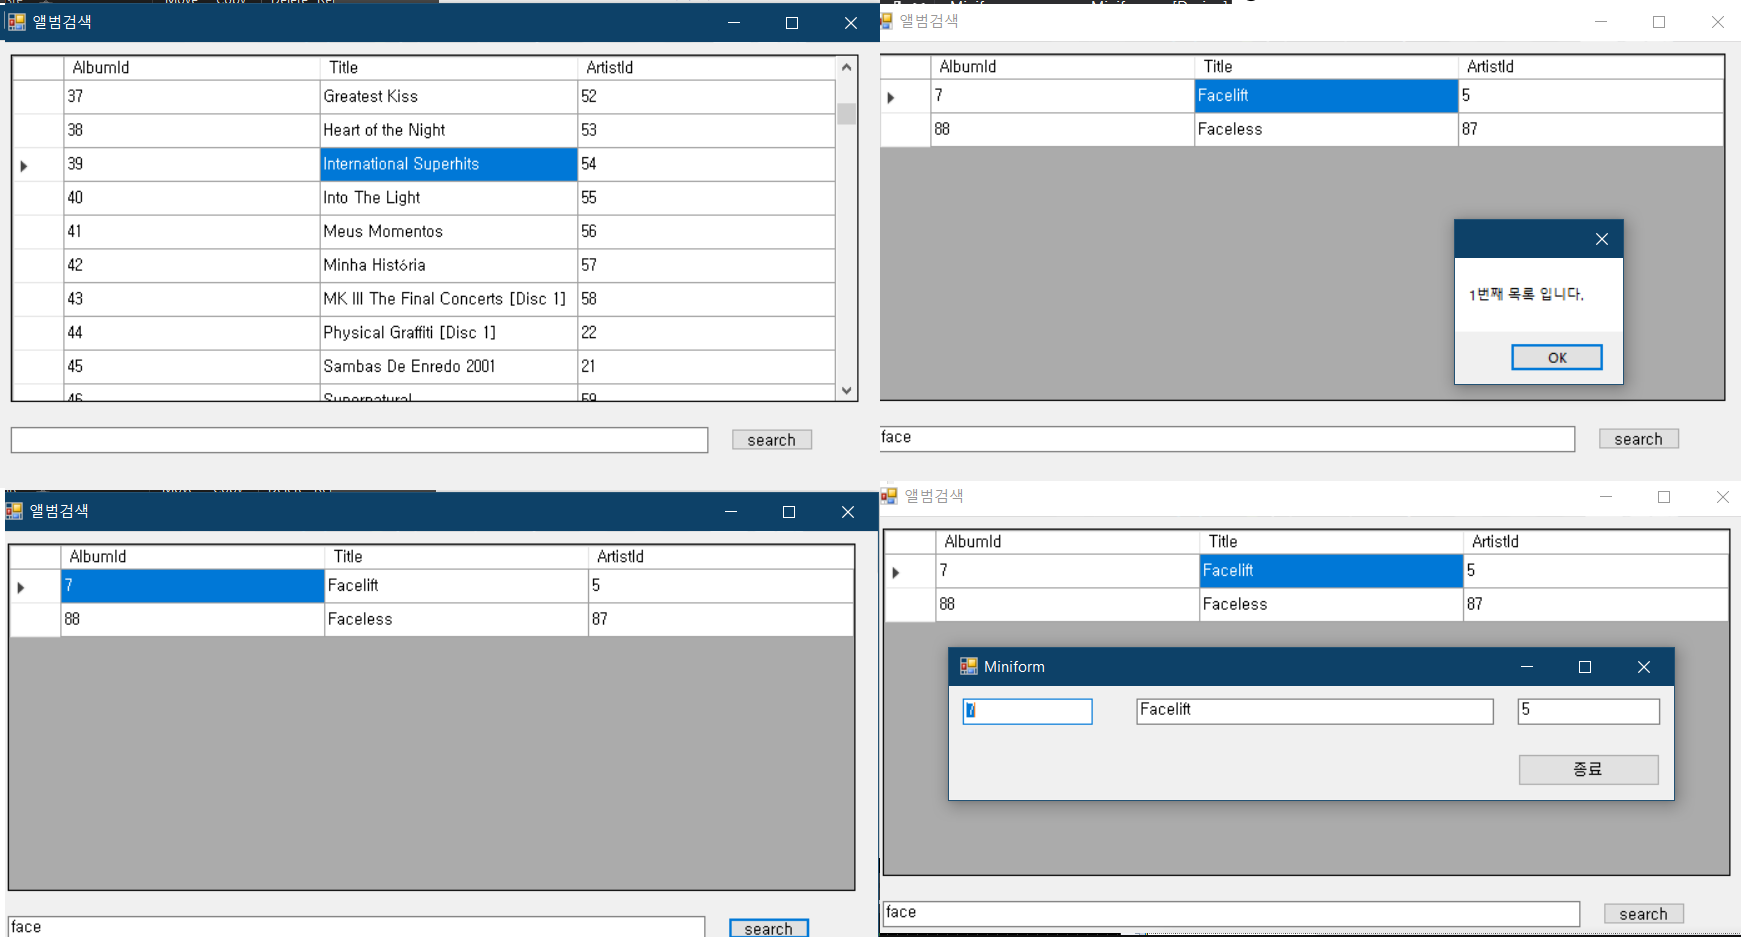 앨범검색
AlbumId Title ArtistId
37 Greatest Kiss 52
38 Heart of the Night 53
39 International Superhits 54
40 Into The Light 55
41 Meus Momentos 56
42 Minha História 57
43 MK III The Final Concerts [Disc 1] 58
44 Physical Graffiti [Disc 1] 22
45 Sambas De Enredo 2001 21
46 Supernatural 59
search
앨범검색
AlbumId Title ArtistId
7 Facelift 5
88 Faceless 87
1번째 목록 입니다.
OK
face search
앨범검색
AlbumId Title ArtistId
7 Facelift 5
88 Faceless 87
face search
앨범검색
AlbumId Title ArtistId
7 Facelift 5
88 Faceless 87
Miniform
7 Facelift 5
종료
face search